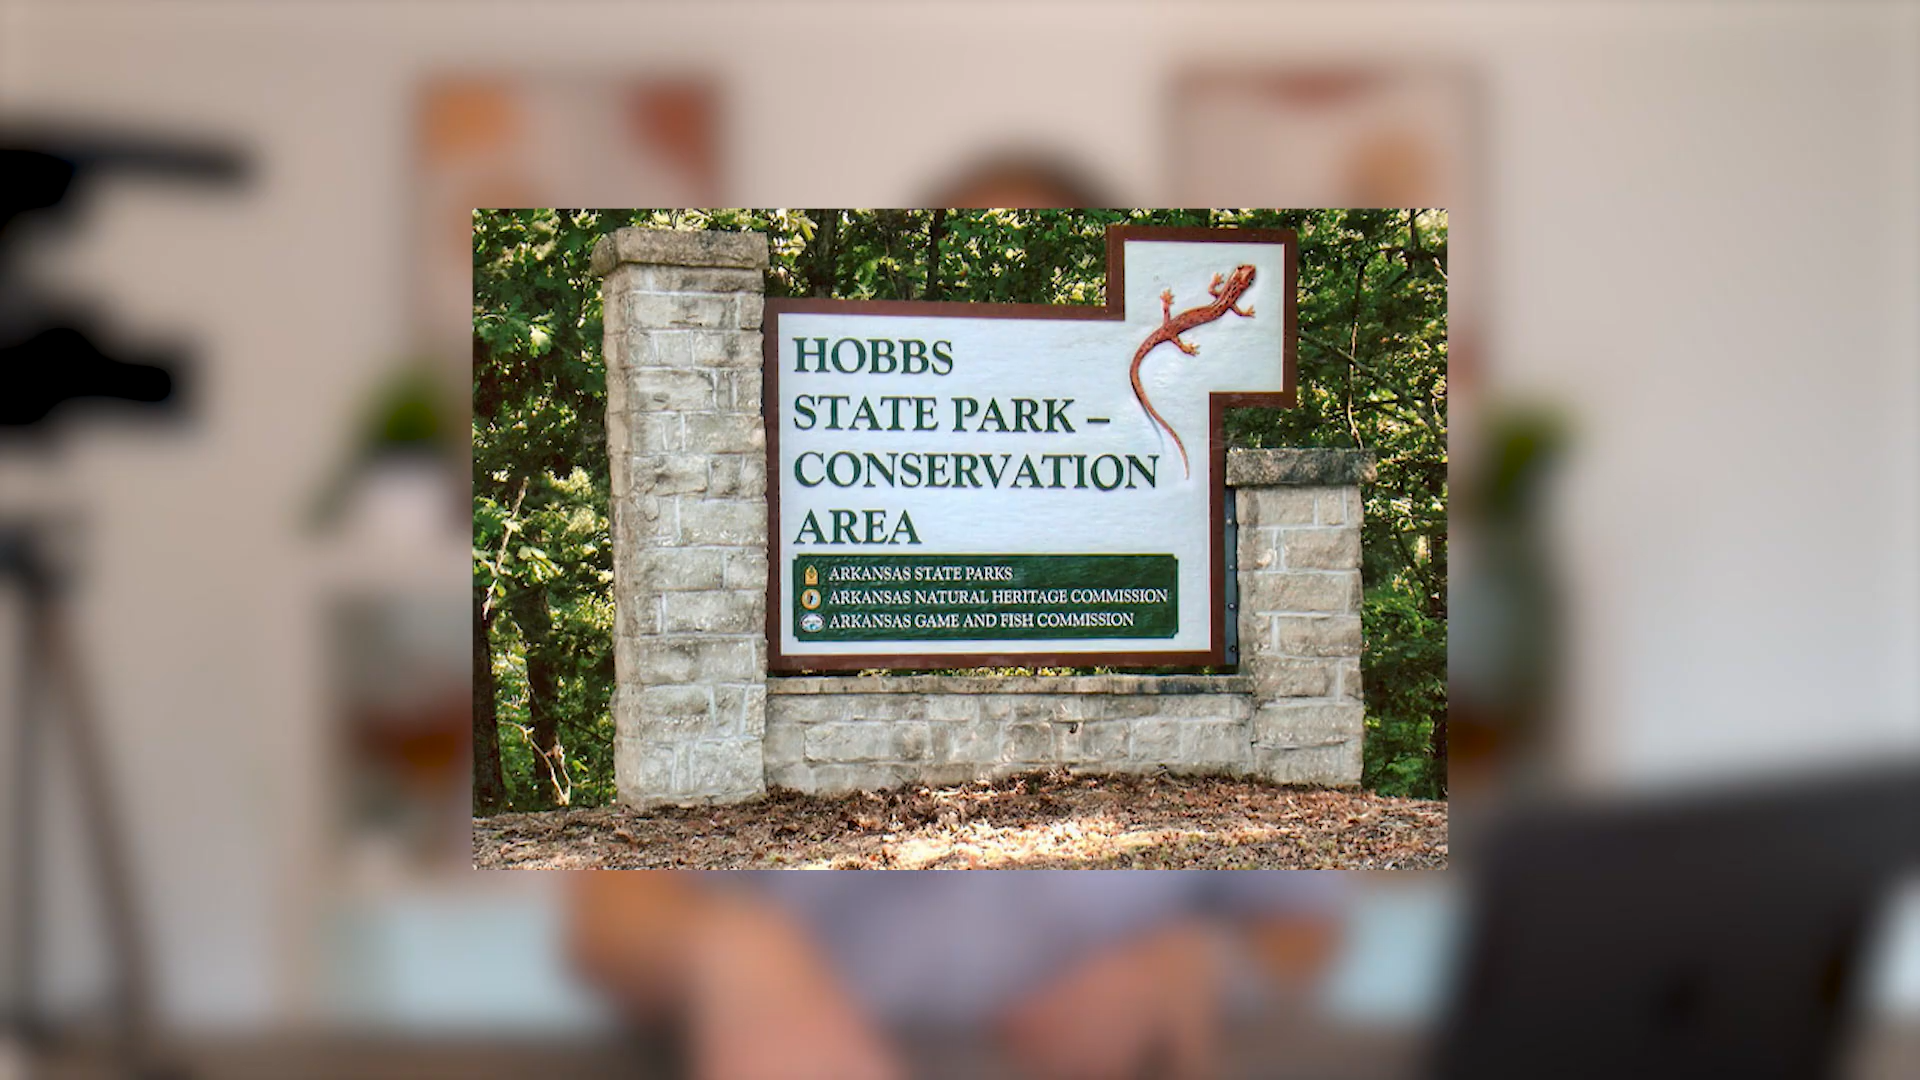 HOBBS
STATE PARK –
CONSERVATION
AREA
ARKANSAS STATE PARKS
ARKANSAS NATURAL HERITAGE COMMISSION
ARKANSAS GAME AND FISH COMMISSION